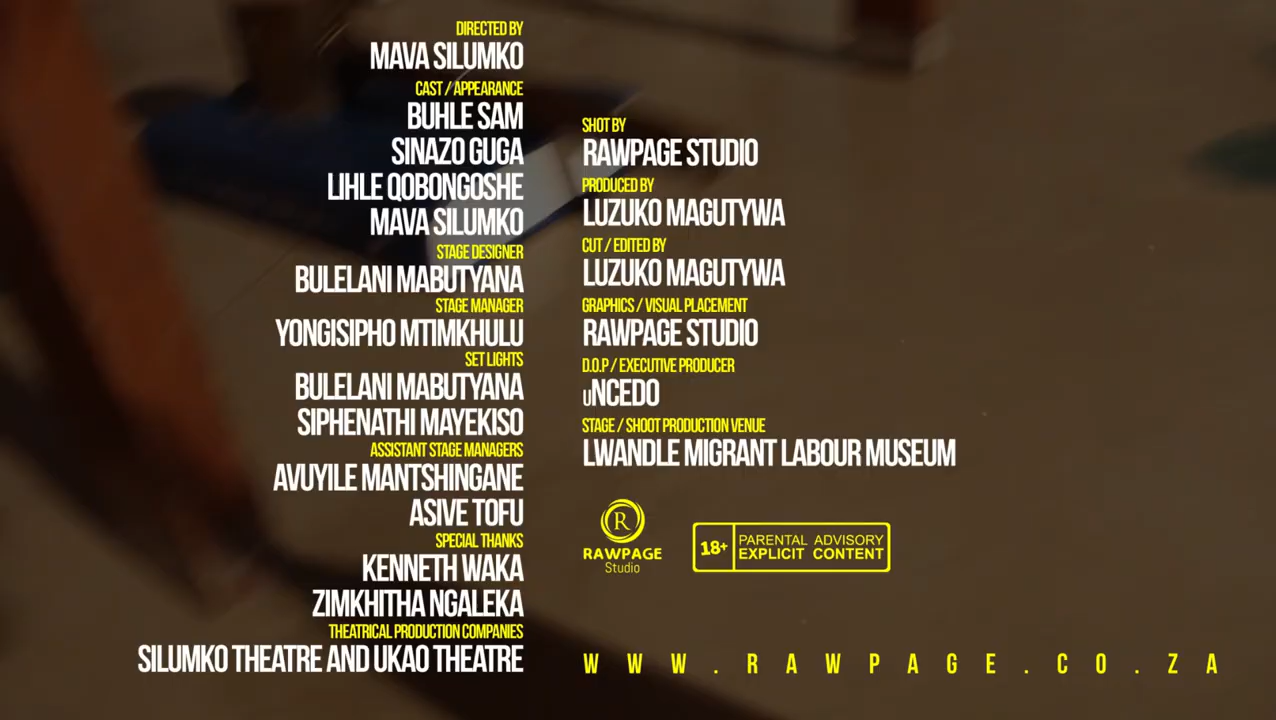 DIRECTED BY
MAVA SILUMKO
CAST / APPEARANCE
BUHLE SAM
SINAZO GUGA
LIHLE QOBONGOSHE
MAVA SILUMKO
STAGE DESIGNER
BULELANI MABUTYANA
STAGE MANAGER
YONGISIPHO MTIMKHULU
SET LIGHTS
BULELANI MABUTYANA
SIPHENATHI MAYEKISO
ASSISTANT STAGE MANAGERS
AVUYILE MANTSHINGANE
ASIVE TOFU
SPECIAL THANKS
KENNETH WAKA
ZIMKHITHA NGALEKA
THEATRICAL PRODUCTION COMPANIES
SILUMKO THEATRE AND UKAO THEATRE
SHOT BY
RAWPAGE STUDIO
PRODUCED BY
LUZUKO MAGUTYWA
CUT / EDITED BY
LUZUKO MAGUTYWA
GRAPHICS / VISUAL PLACEMENT
RAWPAGE STUDIO
D.O.P / EXECUTIVE PRODUCER
uNCEDO
STAGE / SHOOT PRODUCTION VENUE
LWANDLE MIGRANT LABOUR MUSEUM
R
RAWPAGE
Studio
18+
PARENTAL ADVISORY
EXPLICIT CONTENT
WWW.RAWPAGE.CO.ZA